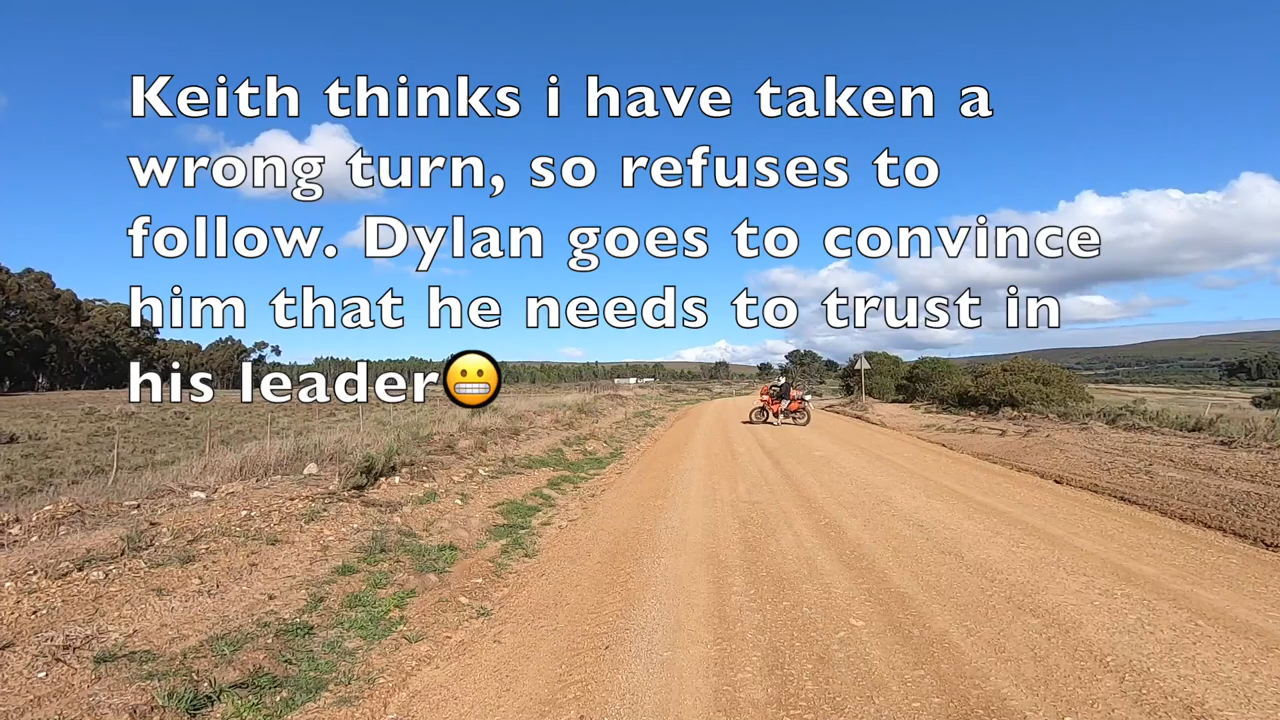 Keith thinks i have taken a
wrong turn, so refuses to
follow. Dylan goes to convince
him that he needs to trust in
his leader😬